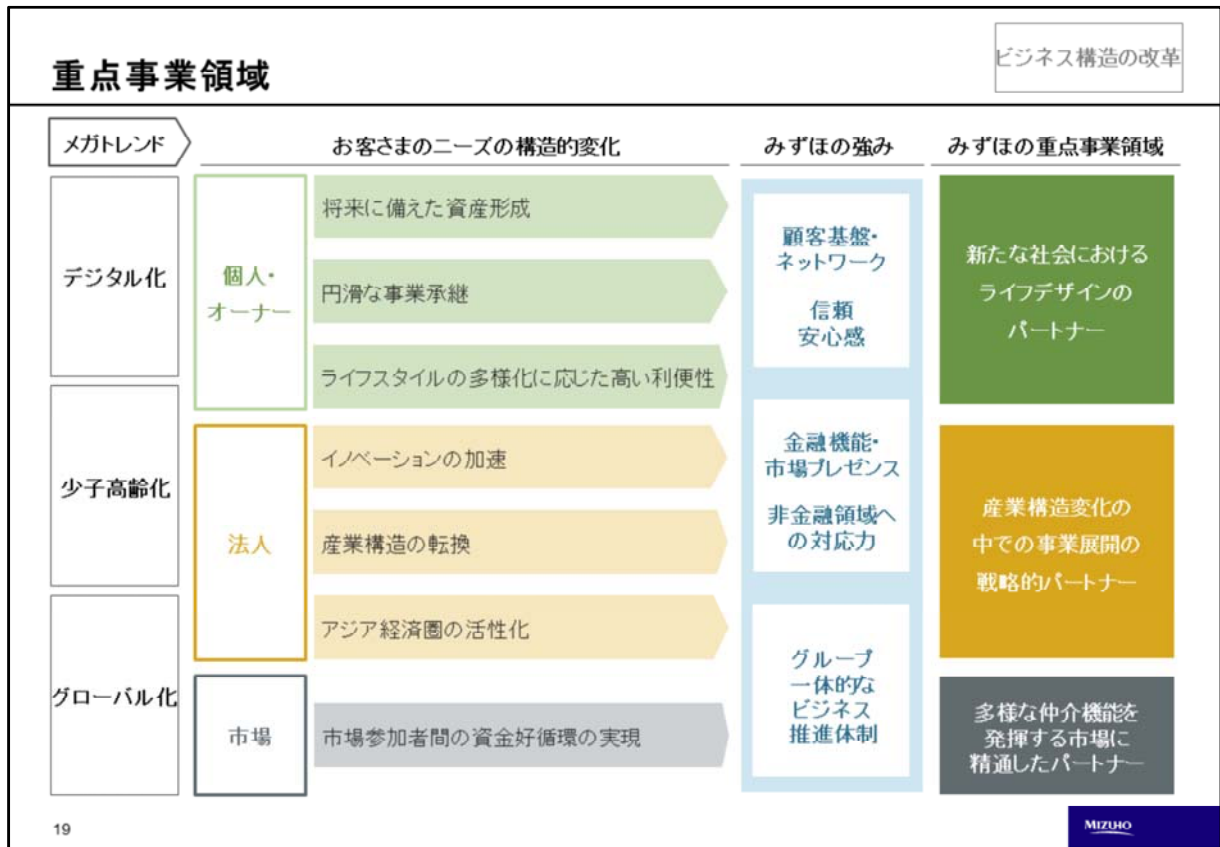 重点事業領域
ビジネス構造の改革
メガトレンド
お客さまのニーズの構造的変化
みずほの強み
みずほの重点事業領域
デジタル化
少子高齢化
グローバル化
個人・
オーナー
将来に備えた資産形成
円滑な事業承継
ライフスタイルの多様化に応じた高い利便性
法人
イノベーションの加速
産業構造の転換
アジア経済圏の活性化
市場
市場参加者間の資金好循環の実現
顧客基盤・
ネットワーク
信頼
安心感
金融機能・
市場プレゼンス
非金融領域へ
の対応力
グループ
一体的な
ビジネス
推進体制
新たな社会における
ライフデザインの
パートナー
産業構造変化の
中での事業展開の
戦略的パートナー
多様な仲介機能を
発揮する市場に
精通したパートナー
19
MIZUHO